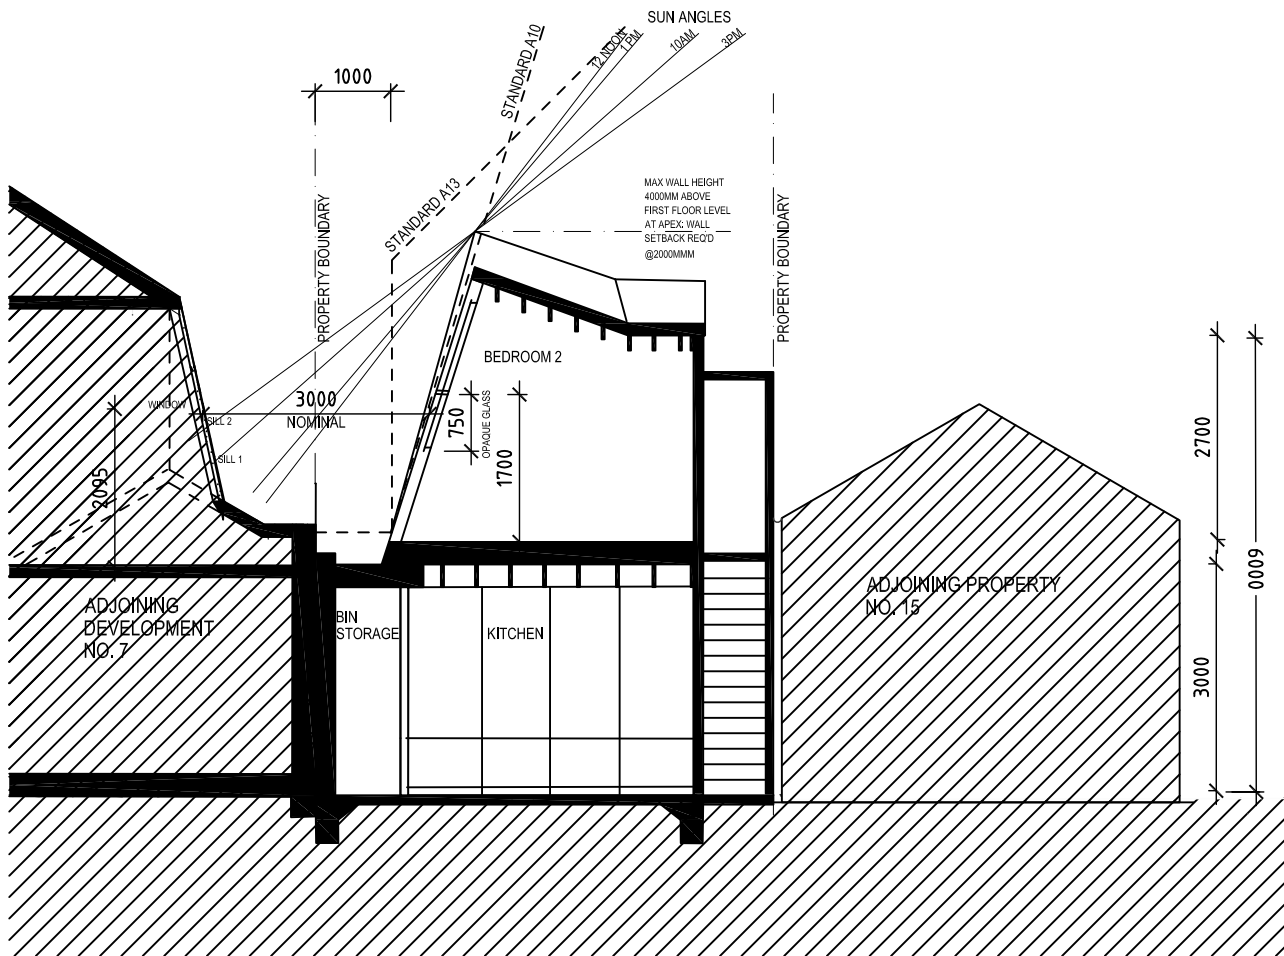 SUN ANGLES
12 NOON
1 PM
10AM
3PM
STANDARD A10
1000
STANDARD A13
PROPERTY BOUNDARY
MAX WALL HEIGHT
4000MM ABOVE
FIRST FLOOR LEVEL
AT APEX: WALL
SETBACK REQ'D
@2000MMM
PROPERTY BOUNDARY
BEDROOM 2
WINDOW
3000
NOMINAL
SILL 2
SILL 1
750
OPAQUE GLASS
1700
2095
2700
6000
3000
ADJOINING
DEVELOPMENT
NO. 7
BIN
STORAGE
KITCHEN
ADJOINING PROPERTY
NO. 15